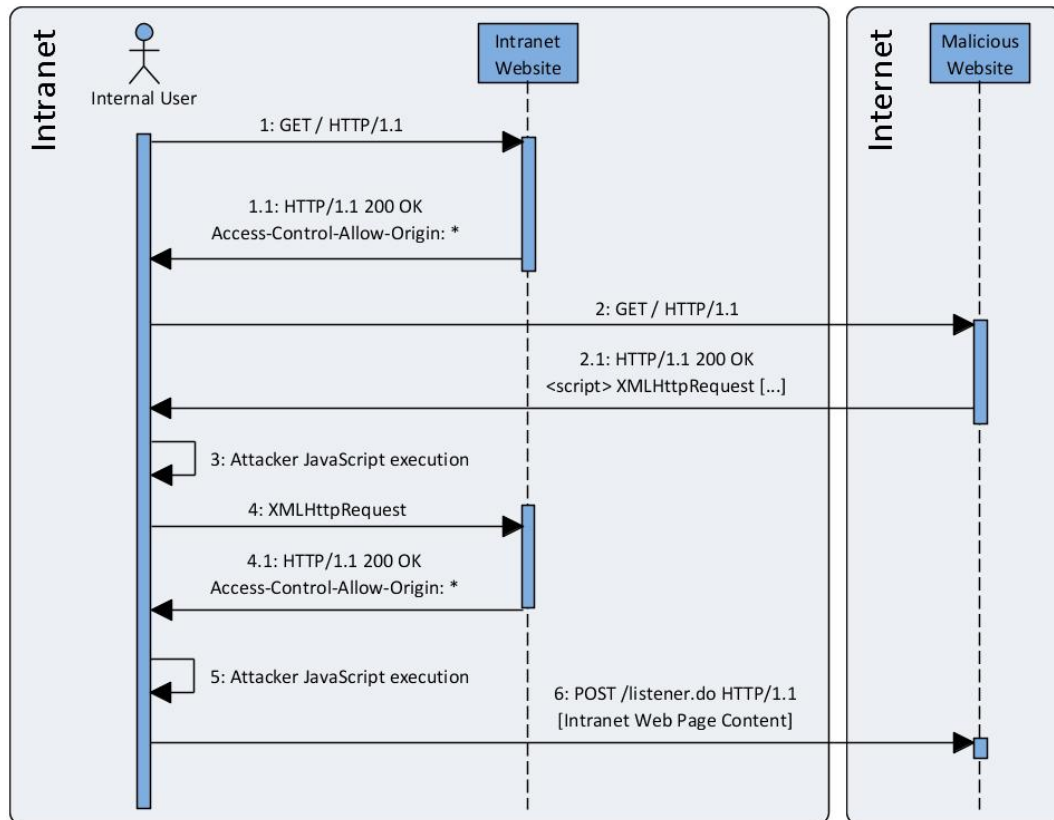 Intranet
Internet
Internal User
Intranet
Website
Malicious
Website
1: GET / HTTP/1.1
1.1: HTTP/1.1 200 OK
Access-Control-Allow-Origin: *
2: GET / HTTP/1.1
2.1: HTTP/1.1 200 OK
<script> XMLHttpRequest [...]
3: Attacker JavaScript execution
4: XMLHttpRequest
4.1: HTTP/1.1 200 OK
Access-Control-Allow-Origin: *
5: Attacker JavaScript execution
6: POST /listener.do HTTP/1.1
[Intranet Web Page Content]